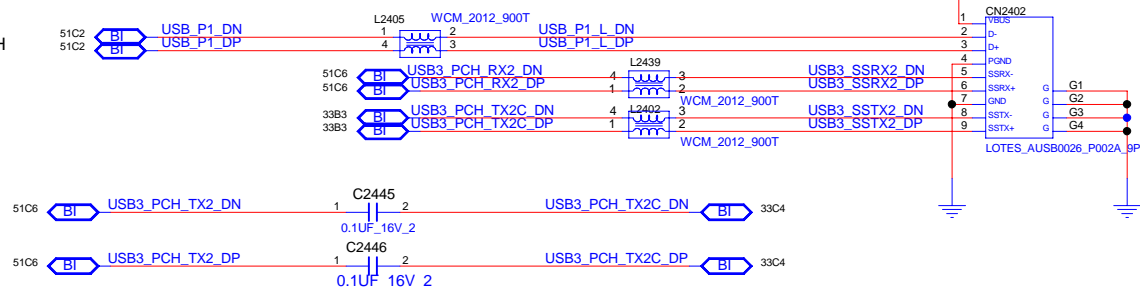 CN2402
L2405 WCM_2012_900T
1 VBUS
51C2 BI USB_P1_DN 1 2 USB_P1_L_DN 2 D-
H
51C2 BI USB_P1_DP 4 3 USB_P1_L_DP 3 D+
4 PGND
L2439
51C6 BI USB3_PCH_RX2_DN 4 3 USB3_SSRX2_DN 5 SSRX-
51C6 BI USB3_PCH_RX2_DP 1 2 USB3_SSRX2_DP 6 SSRX+ G G1
WCM_2012_900T
7 GND G G2
L2402
33B3 BI USB3_PCH_TX2C_DN 4 3 USB3_SSTX2_DN 8 SSTX- G G3
33B3 BI USB3_PCH_TX2C_DP 1 2 USB3_SSTX2_DP 9 SSTX+ G G4
WCM_2012_900T
LOTES_AUSB0026_P002A_9P
C2445
51C6 BI USB3_PCH_TX2_DN 1 2 USB3_PCH_TX2C_DN BI 33C4
0.1UF_16V_2
C2446
51C6 BI USB3_PCH_TX2_DP 1 2 USB3_PCH_TX2C_DP BI 33C4
0.1UF_16V_2